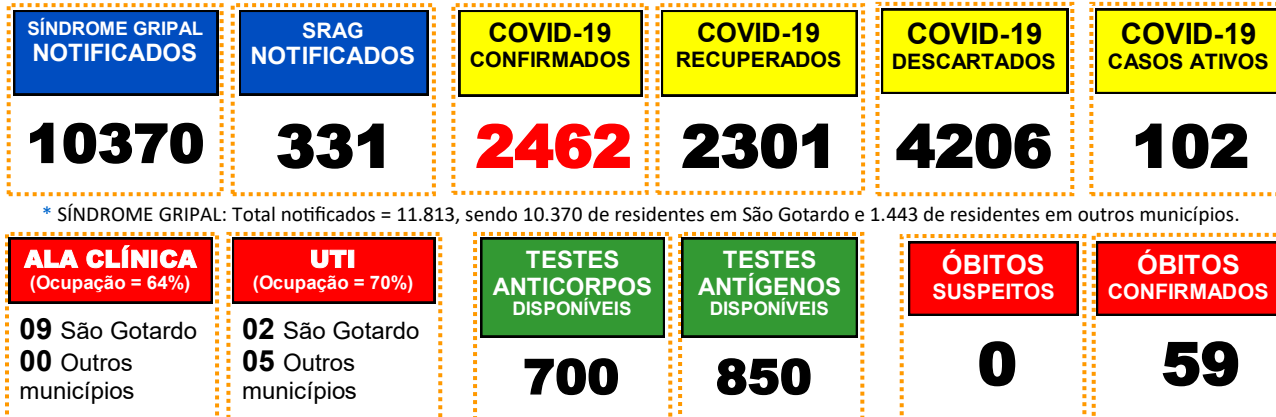 SÍNDROME GRIPAL
NOTIFICADOS
10370
SRAG
NOTIFICADOS
331
COVID-19
CONFIRMADOS
2462
COVID-19
RECUPERADOS
2301
COVID-19
DESCARTADOS
4206
COVID-19
CASOS ATIVOS
102
* SÍNDROME GRIPAL: Total notificados = 11.813, sendo 10.370 de residentes em São Gotardo e 1.443 de residentes em outros municípios.
ALA CLÍNICA
(Ocupação = 64%)
09 São Gotardo
00 Outros
municípios
UTI
(Ocupação = 70%)
02 São Gotardo
05 Outros
municípios
TESTES
ANTICORPOS
DISPONÍVEIS
700
TESTES
ANTÍGENOS
DISPONÍVEIS
850
ÓBITOS
SUSPEITOS
0
ÓBITOS
CONFIRMADOS
59